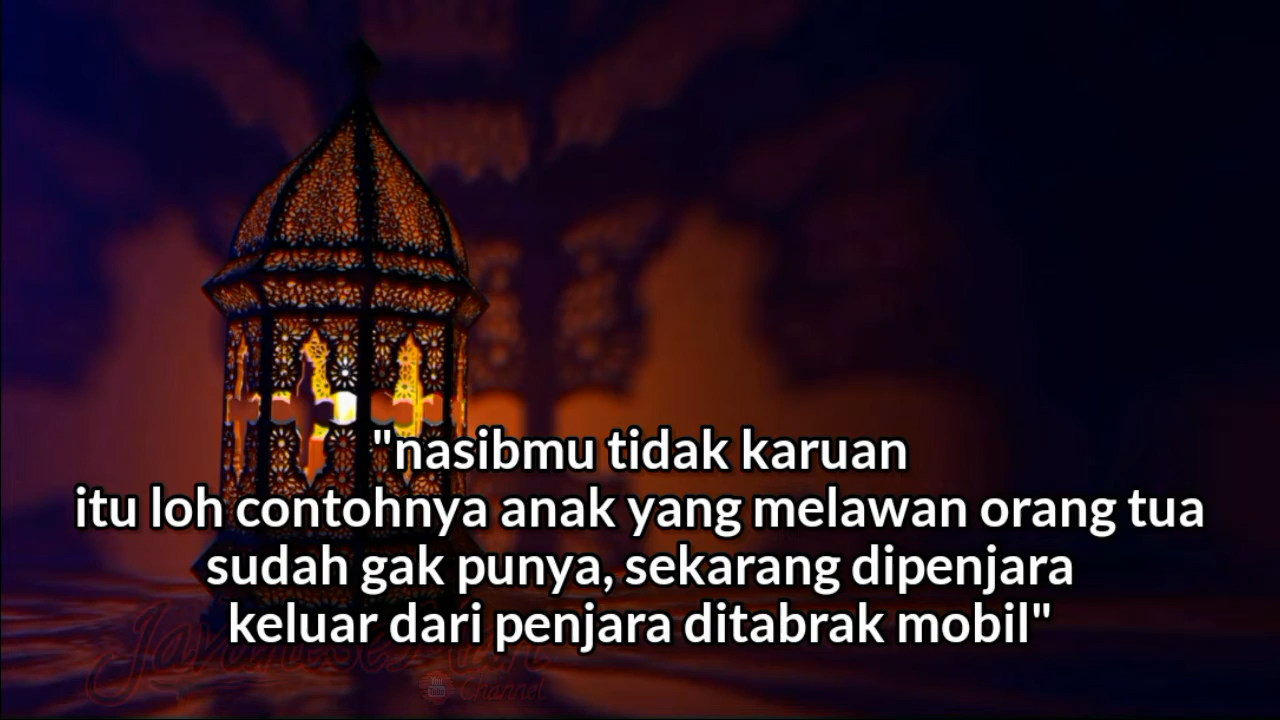 "nasibmu tidak karuan
itu loh contohnya anak yang melawan orang tua
sudah gak punya, sekarang dipenjara
keluar dari penjara ditabrak mobil"
Channel